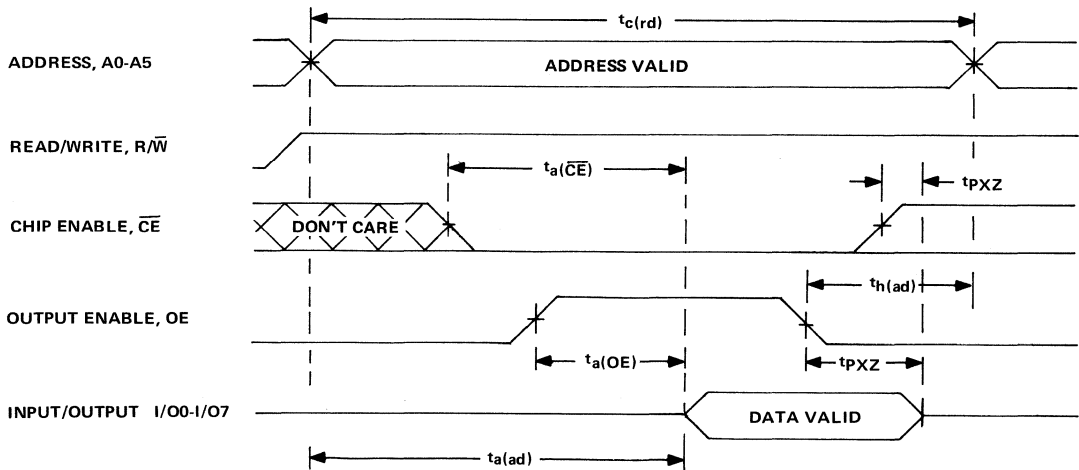 tc(rd)
ADDRESS, A0-A5
ADDRESS VALID
READ/WRITE, R/W̅
ta(C̅E̅)
tPXZ
CHIP ENABLE, C̅E̅
DON'T CARE
th(ad)
OUTPUT ENABLE, OE
ta(OE)
tPXZ
INPUT/OUTPUT I/O0-I/O7
DATA VALID
ta(ad)